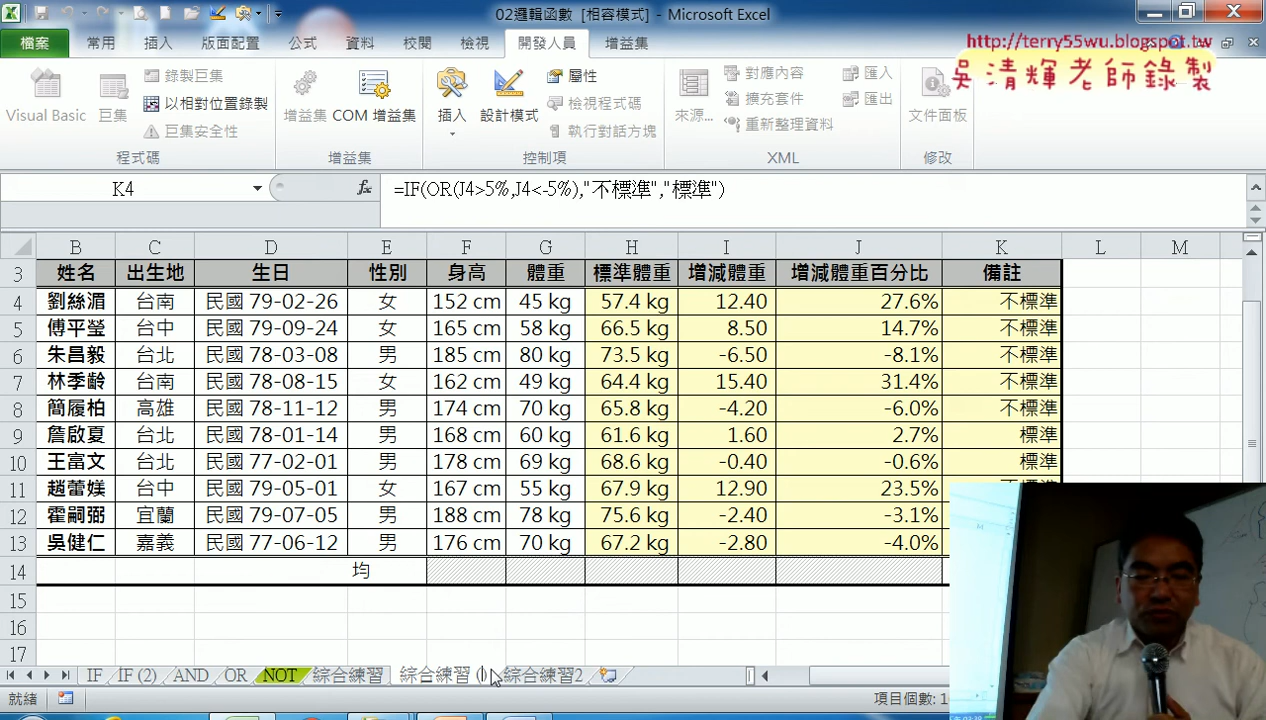 02邏輯函數 [相容模式] - Microsoft Excel
檔案 常用 插入 版面配置 公式 資料 校閱 檢視 開發人員 增益集
http://terry55wu.blogspot.tw
吳清輝老師錄製
Visual Basic 巨集 錄製巨集 以相對位置錄製 巨集安全性 程式碼
增益集 COM 增益集 增益集
插入 設計模式 屬性 檢視程式碼 執行對話方塊 控制項
來源... 對應內容 擴充套件 重新整理資料 匯入 匯出 XML
文件面板 修改
K4 fx =IF(OR(J4>5%,J4<-5%),"不標準","標準")
B C D E F G H I J K L M
3 姓名 出生地 生日 性別 身高 體重 標準體重 增減體重 增減體重百分比 備註
4 劉絲湄 台南 民國 79-02-26 女 152 cm 45 kg 57.4 kg 12.40 27.6% 不標準
5 傅平瑩 台中 民國 79-09-24 女 165 cm 58 kg 66.5 kg 8.50 14.7% 不標準
6 朱昌毅 台北 民國 78-03-08 男 185 cm 80 kg 73.5 kg -6.50 -8.1% 不標準
7 林季齡 台南 民國 78-08-15 女 162 cm 49 kg 64.4 kg 15.40 31.4% 不標準
8 簡履柏 高雄 民國 78-11-12 男 174 cm 70 kg 65.8 kg -4.20 -6.0% 不標準
9 詹啟夏 台北 民國 78-01-14 男 168 cm 60 kg 61.6 kg 1.60 2.7% 標準
10 王富文 台北 民國 77-02-01 男 178 cm 69 kg 68.6 kg -0.40 -0.6% 標準
11 趙蕾媄 台中 民國 79-05-01 女 167 cm 55 kg 67.9 kg 12.90 23.5%
12 霍嗣弼 宜蘭 民國 79-07-05 男 188 cm 78 kg 75.6 kg -2.40 -3.1%
13 吳健仁 嘉義 民國 77-06-12 男 176 cm 70 kg 67.2 kg -2.80 -4.0%
14 均
15
16
17
IF IF (2) AND OR NOT 綜合練習 綜合練習 ( 綜合練習2
就緒 項目個數: 1